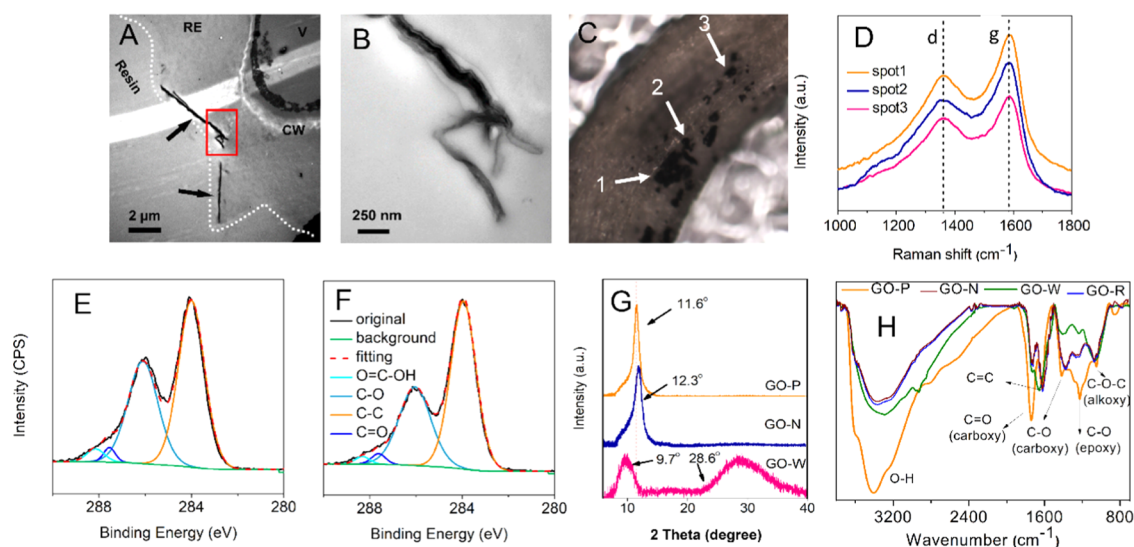 A
RE
V
Resin
CW
2 μm
B
250 nm
C
3
2
1
D
d
g
spot1
spot2
spot3
Intensity (a.u.)
1000 1200 1400 1600 1800
Raman shift (cm-1)
E
Intensity (CPS)
288 284 280
Binding Energy (eV)
F
original
background
fitting
O=C-OH
C-O
C-C
C=O
288 284 280
Binding Energy (eV)
G
11.6°
GO-P
12.3°
GO-N
9.7°
28.6°
GO-W
Intensity (a.u.)
10 20 30 40
2 Theta (degree)
GO-P GO-N GO-W GO-R
H
C=C
C=O
(carboxy)
O-H
C-O
(carboxy)
C-O
(epoxy)
C-O-C
(alkoxy)
3200 2400 1600 800
Wavenumber (cm-1)